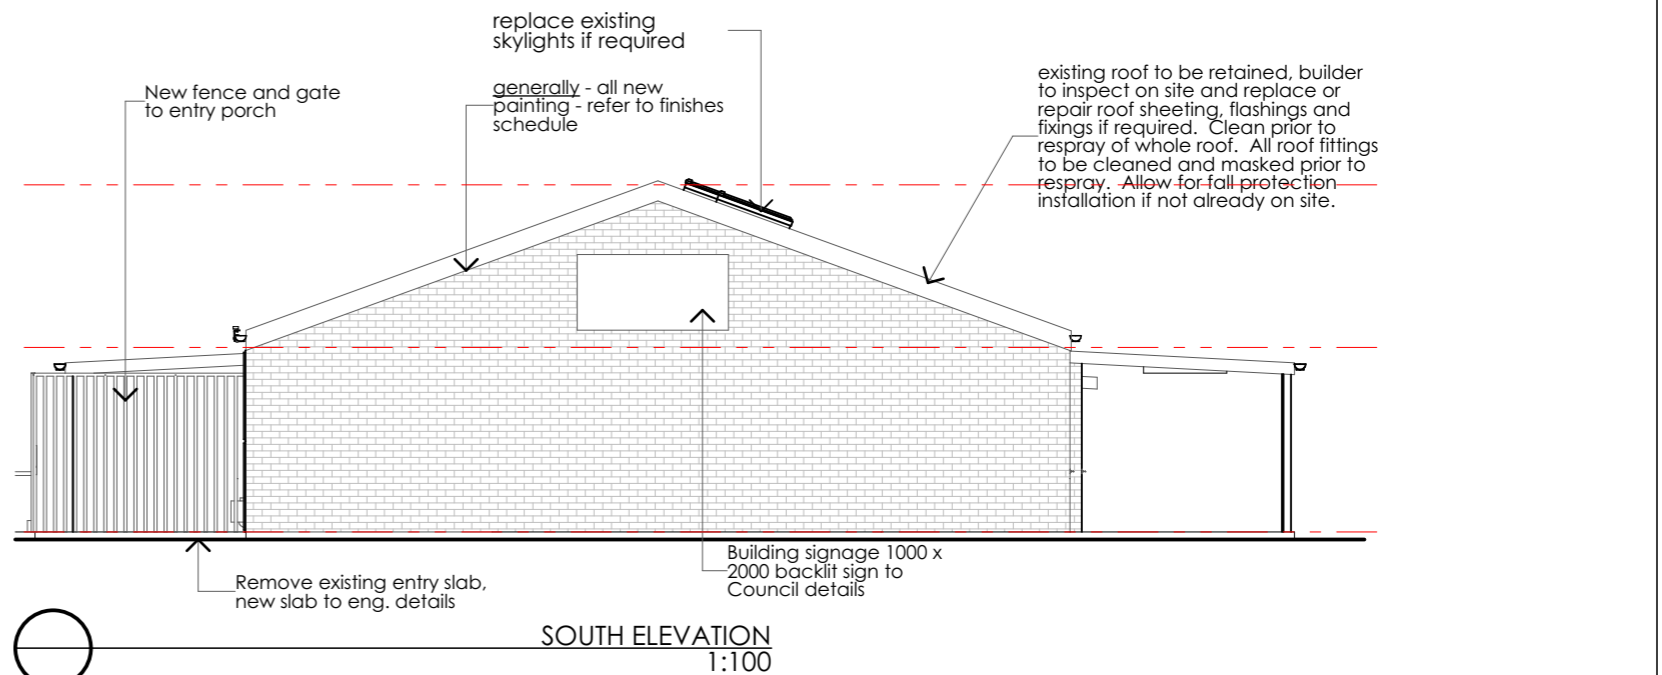 replace existing
skylights if required
New fence and gate
to entry porch
generally - all new
painting - refer to finishes
schedule
existing roof to be retained, builder
to inspect on site and replace or
repair roof sheeting, flashings and
fixings if required. Clean prior to
respray of whole roof. All roof fittings
to be cleaned and masked prior to
respray. Allow for fall protection
installation if not already on site.
Building signage 1000 x
2000 backlit sign to
Council details
Remove existing entry slab,
new slab to eng. details
SOUTH ELEVATION
1:100